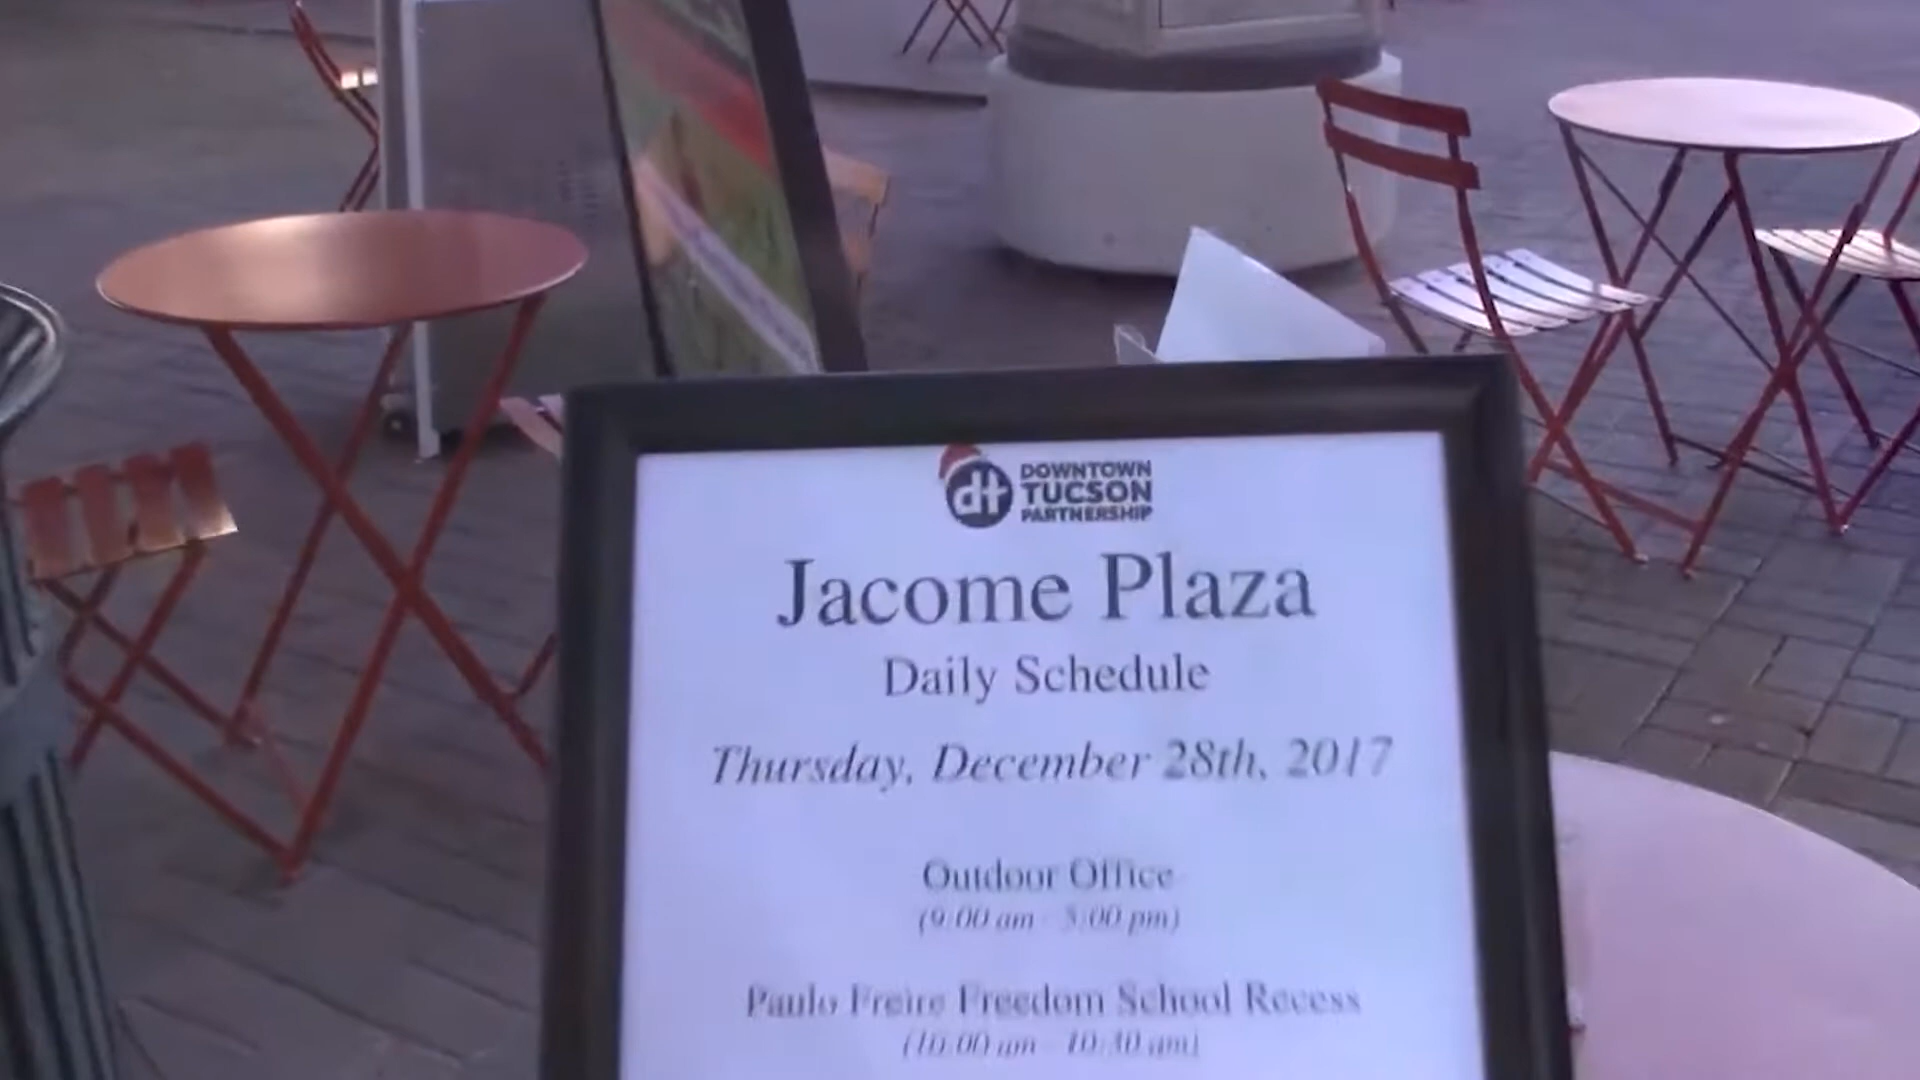 dt
DOWNTOWN
TUCSON
PARTNERSHIP
Jacome Plaza
Daily Schedule
Thursday, December 28th, 2017
Outdoor Office
(9:00 am - 5:00 pm)
Paulo Freire Freedom School Recess
(10:00 am - 10:30 am)